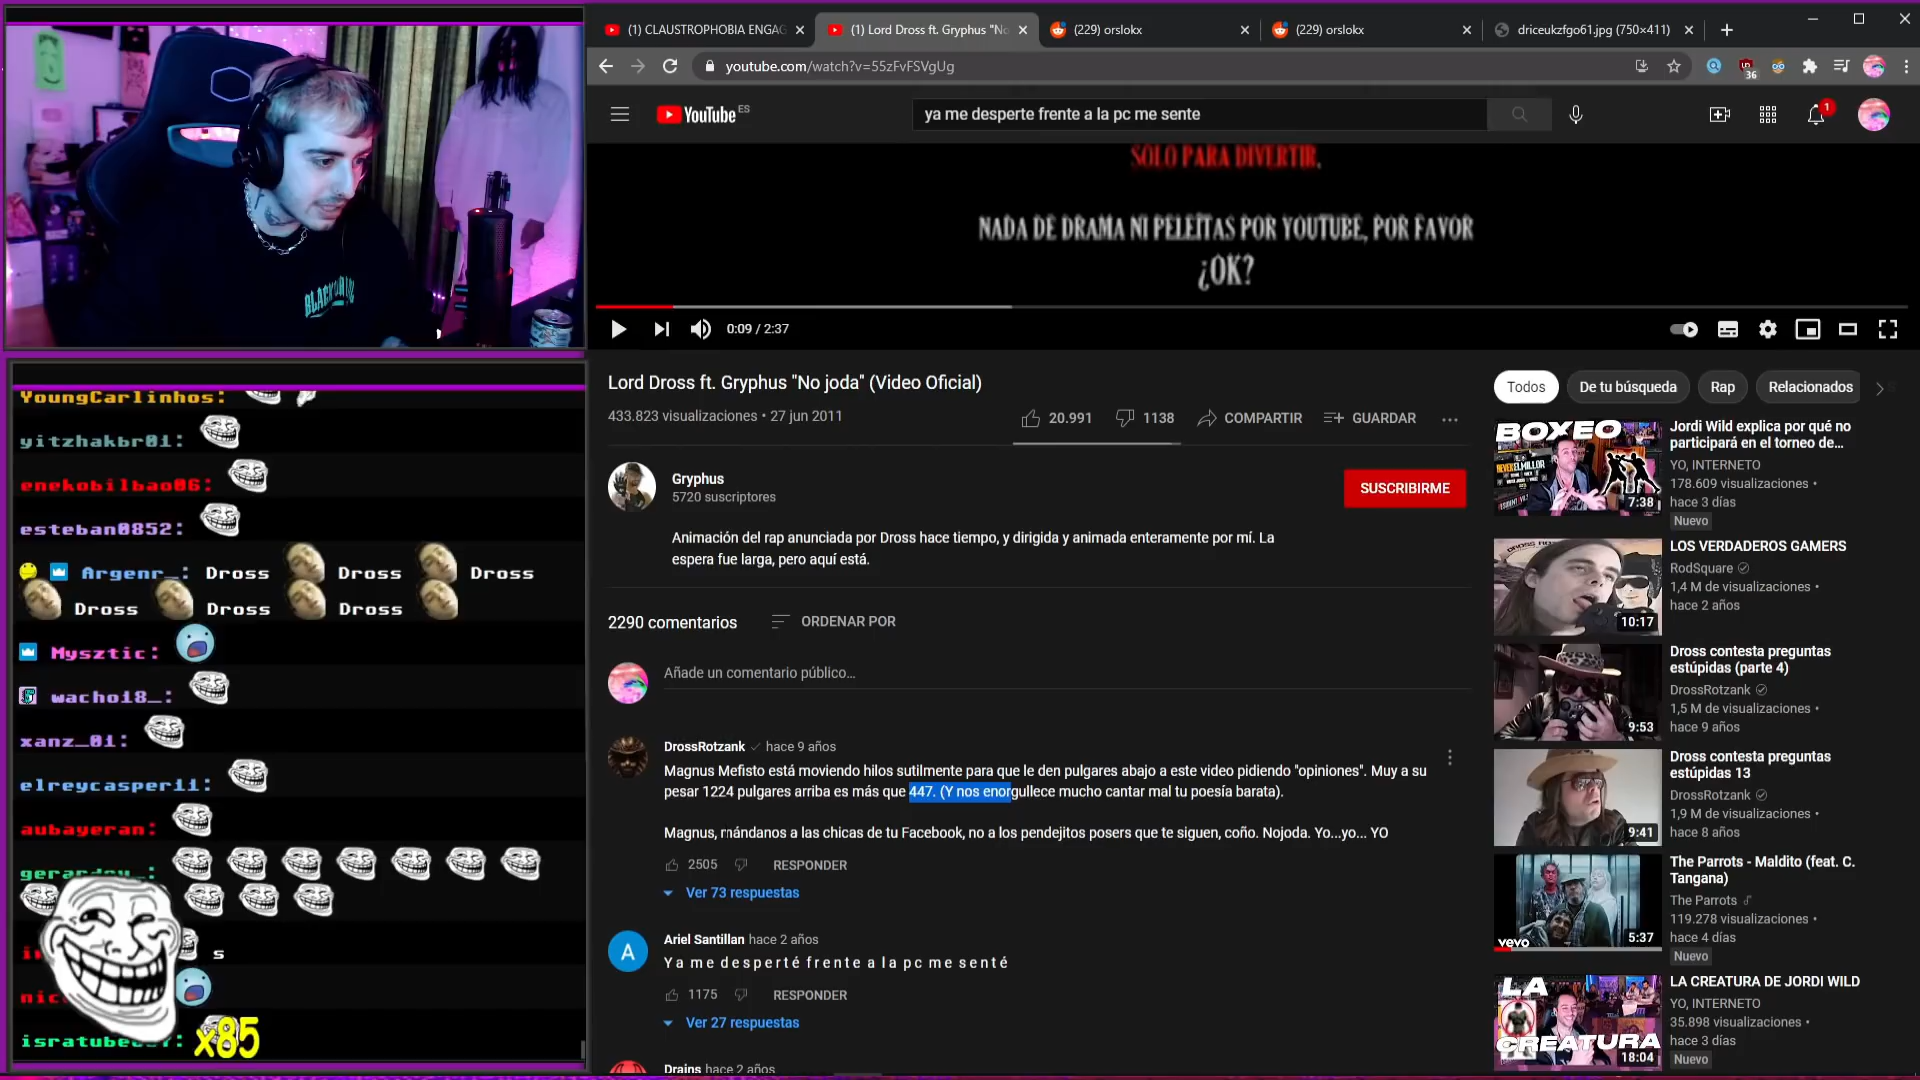 (1) CLAUSTROPHOBIA ENGAG
(1) Lord Dross ft. Gryphus "No
(229) orslokx
(229) orslokx
driceukzfgo61.jpg (750×411)
youtube.com/watch?v=55zFvFSVgUg
36
YouTube ES
ya me desperte frente a la pc me sente
1
SOLO PARA DIVERTIR.
NADA DE DRAMA NI PELEITAS POR YOUTUBE, POR FAVOR
¿OK?
0:09 / 2:37
Lord Dross ft. Gryphus "No joda" (Video Oficial)
433.823 visualizaciones • 27 jun 2011
20.991
1138
COMPARTIR
GUARDAR
Gryphus
5720 suscriptores
SUSCRIBIRME
Animación del rap anunciada por Dross hace tiempo, y dirigida y animada enteramente por mí. La
espera fue larga, pero aquí está.
2290 comentarios
ORDENAR POR
Añade un comentario público...
DrossRotzank hace 9 años
Magnus Mefisto está moviendo hilos sutilmente para que le den pulgares abajo a este video pidiendo "opiniones". Muy a su
pesar 1224 pulgares arriba es más que 447. (Y nos enorgullece mucho cantar mal tu poesía barata).
Magnus, mándanos a las chicas de tu Facebook, no a los pendejitos posers que te siguen, coño. Nojoda. Yo...yo... YO
2505
RESPONDER
Ver 73 respuestas
A
Ariel Santillan hace 2 años
Y a m e d e s p e r t é f r e n t e a l a p c m e s e n t é
1175
RESPONDER
Ver 27 respuestas
Drains hace 2 años
Todos
De tu búsqueda
Rap
Relacionados
BOXEO
7:38
Jordi Wild explica por qué no
participará en el torneo de...
YO, INTERNETO
178.609 visualizaciones •
hace 3 días
Nuevo
10:17
LOS VERDADEROS GAMERS
RodSquare
1,4 M de visualizaciones •
hace 2 años
9:53
Dross contesta preguntas
estúpidas (parte 4)
DrossRotzank
1,5 M de visualizaciones •
hace 9 años
9:41
Dross contesta preguntas
estúpidas 13
DrossRotzank
1,9 M de visualizaciones •
hace 8 años
vevo
5:37
The Parrots - Maldito (feat. C.
Tangana)
The Parrots
119.278 visualizaciones •
hace 4 días
Nuevo
LA
CREATURA
18:04
LA CREATURA DE JORDI WILD
YO, INTERNETO
35.898 visualizaciones •
hace 3 días
Nuevo
YoungCarlinhos:
yitzhakbr01:
enekobilbao06:
esteban0852:
Argenr_: Dross Dross Dross
Dross Dross Dross
Mysztic:
wacho18_:
xanz_01:
elreycasper11:
aubayeran:
s
x85